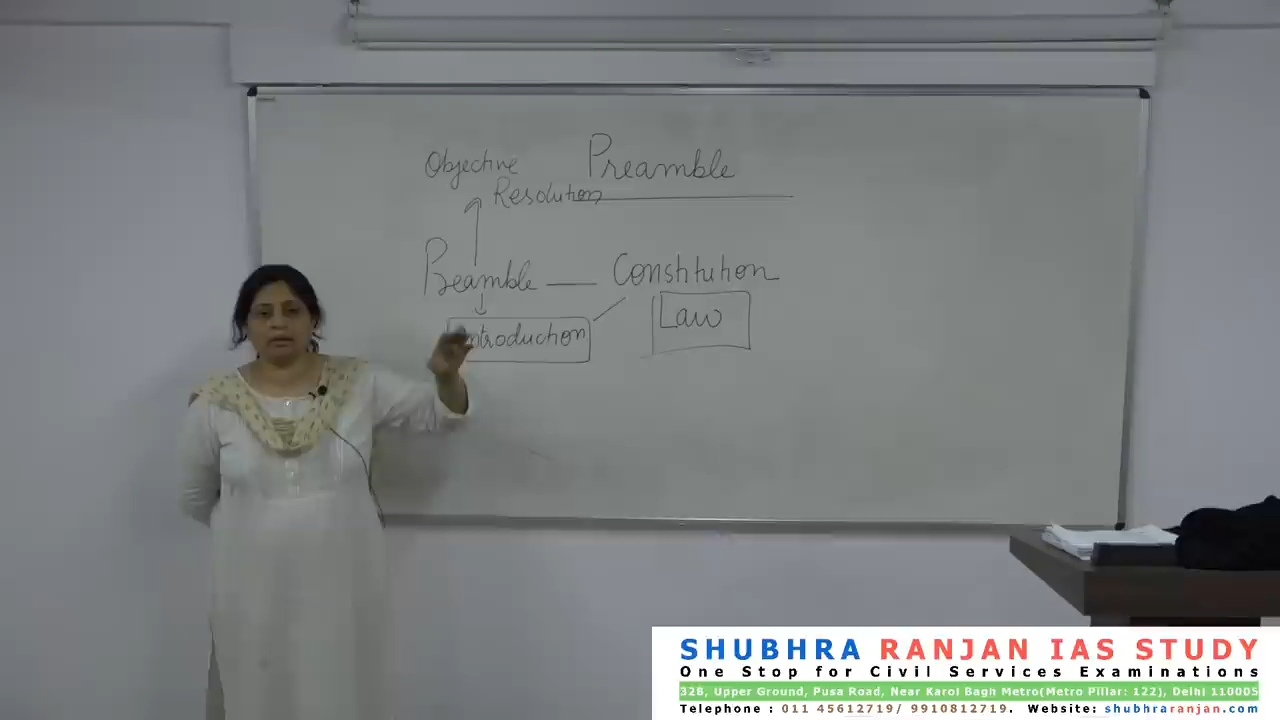 Objective Preamble
Resolution
Preamble — Constitution
Introduction Law
SHUBHRA RANJAN IAS STUDY
One Stop for Civil Services Examinations
32B, Upper Ground, Pusa Road, Near Karol Bagh Metro(Metro Pillar: 122), Delhi 110005
Telephone : 011 45612719/ 9910812719. Website: shubhraranjan.com